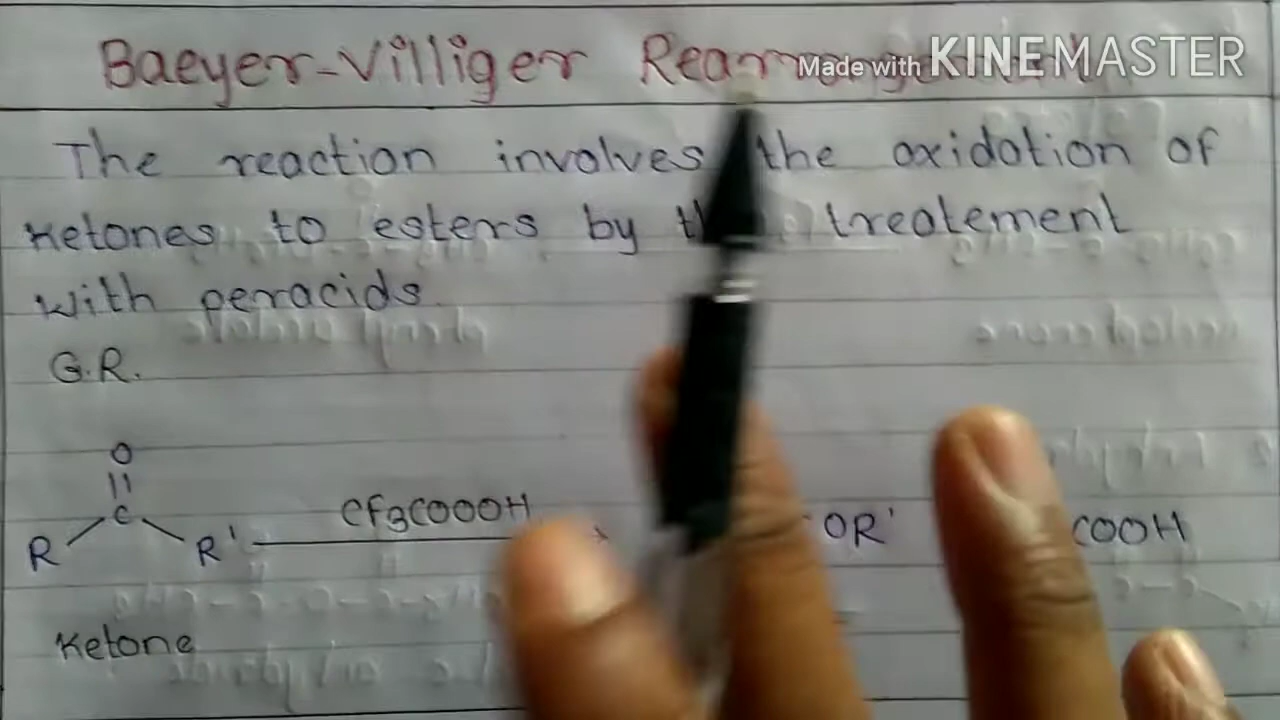 Baeyer-Villiger
Made with KINEMASTER
The reaction involves the oxidation of
ketones to esters by treatement
with peracids.
G.R.
O
||
C
R R' CF3COOOH OR' COOH
Ketone